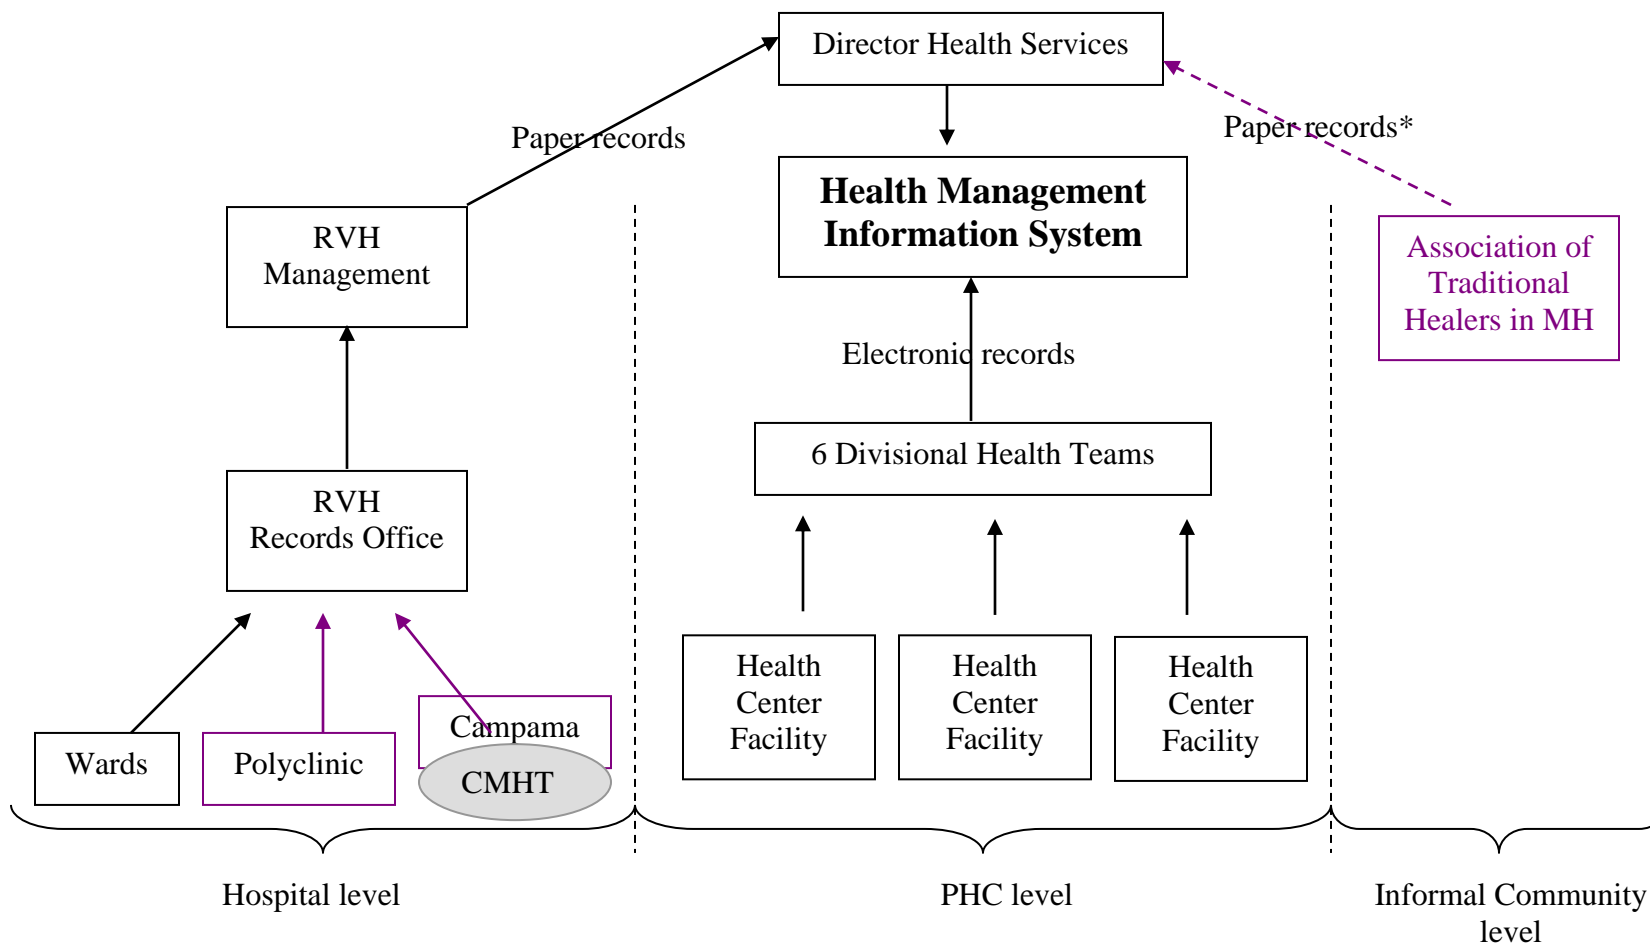 Director Health Services
Paper records
Paper records*
Health Management
Information System
RVH
Management
Association of
Traditional
Healers in MH
Electronic records
6 Divisional Health Teams
RVH
Records Office
Health
Center
Facility
Health
Center
Facility
Health
Center
Facility
Wards
Polyclinic
Campama
CMHT
Hospital level
PHC level
Informal Community
level